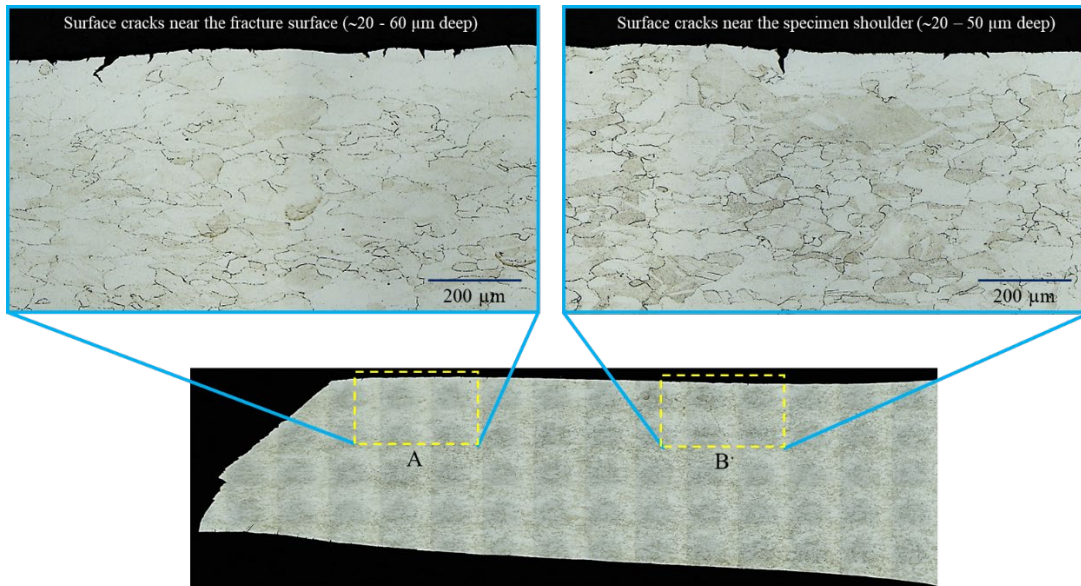 Surface cracks near the fracture surface (~20 - 60 µm deep)
Surface cracks near the specimen shoulder (~20 – 50 µm deep)
200 µm
200 µm
A
B